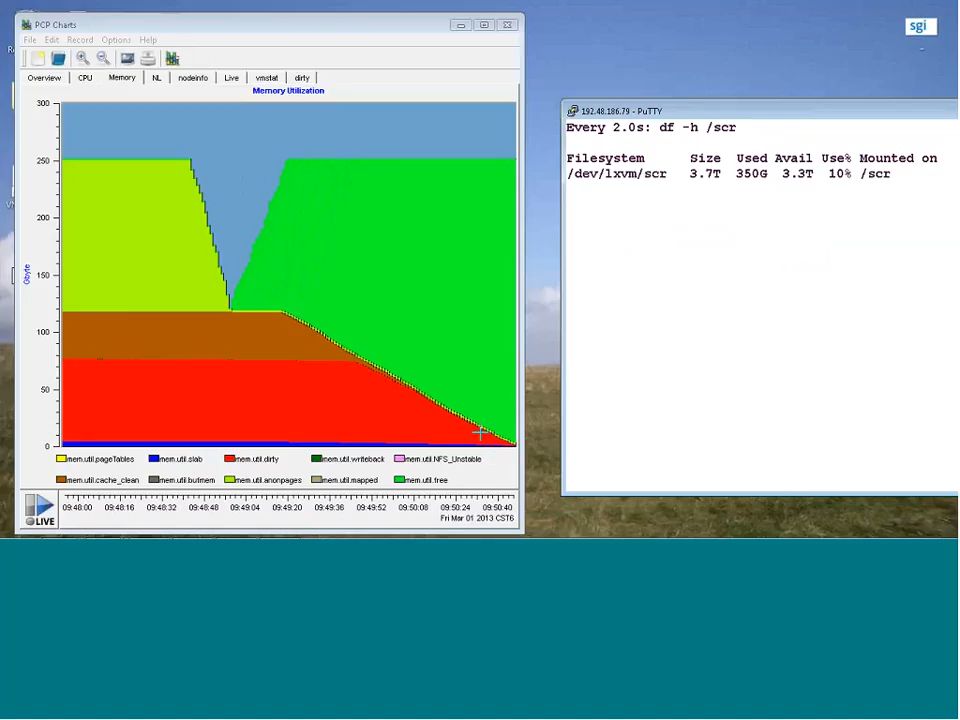 PCP Charts
File Edit Record Options Help
Overview CPU Memory NL nodeinfo Live vmstat dirty
Memory Utilization
300
250
200
150
100
50
0
Gbyte
mem.util.pageTables mem.util.slab mem.util.dirty mem.util.writeback mem.util.NFS_Unstable
mem.util.cache_clean mem.util.bufmem mem.util.anonpages mem.util.mapped mem.util.free
LIVE
09:48:00 09:48:16 09:48:32 09:48:48 09:49:04 09:49:20 09:49:36 09:49:52 09:50:08 09:50:24 09:50:40
Fri Mar 01 2013 CST6
sgi
192.48.186.79 - PuTTY
Every 2.0s: df -h /scr
Filesystem Size Used Avail Use% Mounted on
/dev/lxvm/scr 3.7T 350G 3.3T 10% /scr